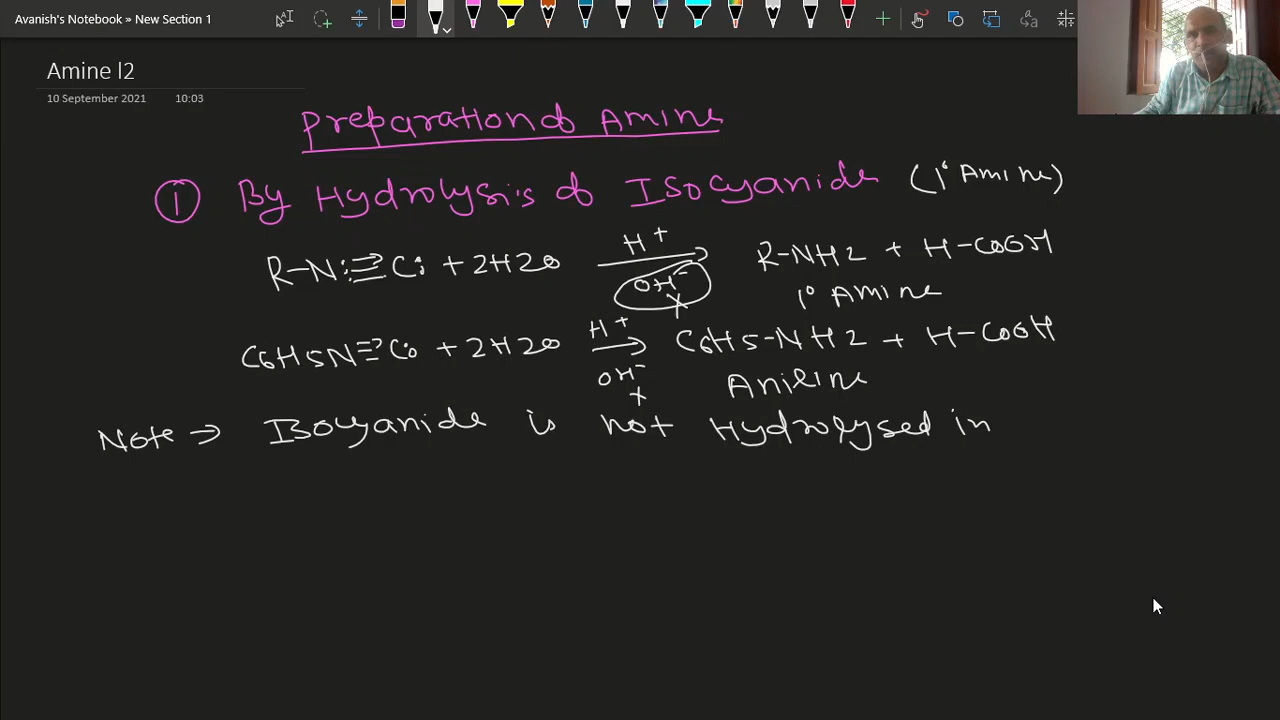 Avanish's Notebook » New Section 1
Amine l2
10 September 2021 10:03
Preparation of Amine
① By Hydrolysis of Isocyanide (1° Amine)
R-N≡C: + 2H2O H+ OH- x R-NH2 + H-COOH
1° Amine
C6H5N≡C: + 2H2O H+ OH- x C6H5-NH2 + H-COOH
Aniline
Note ⇒ Isocyanide is not Hydrolysed in